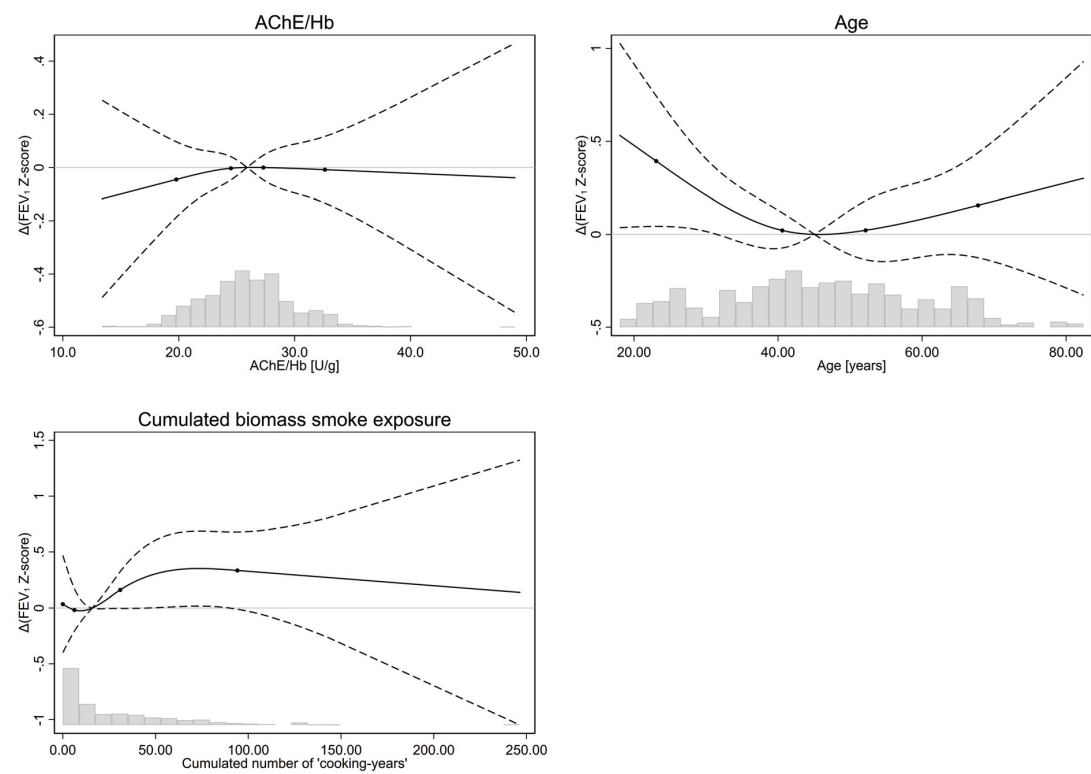 AChE/Hb
Δ(FEV₁ Z-score)
.4
.2
0
-.2
-.4
-.6
10.0 20.0 30.0 40.0 50.0
AChE/Hb [U/g]
Age
Δ(FEV₁ Z-score)
1
.5
0
-.5
20.00 40.00 60.00 80.00
Age [years]
Cumulated biomass smoke exposure
Δ(FEV₁ Z-score)
1.5
1
.5
0
-.5
-1
0.00 50.00 100.00 150.00 200.00 250.00
Cumulated number of 'cooking-years'